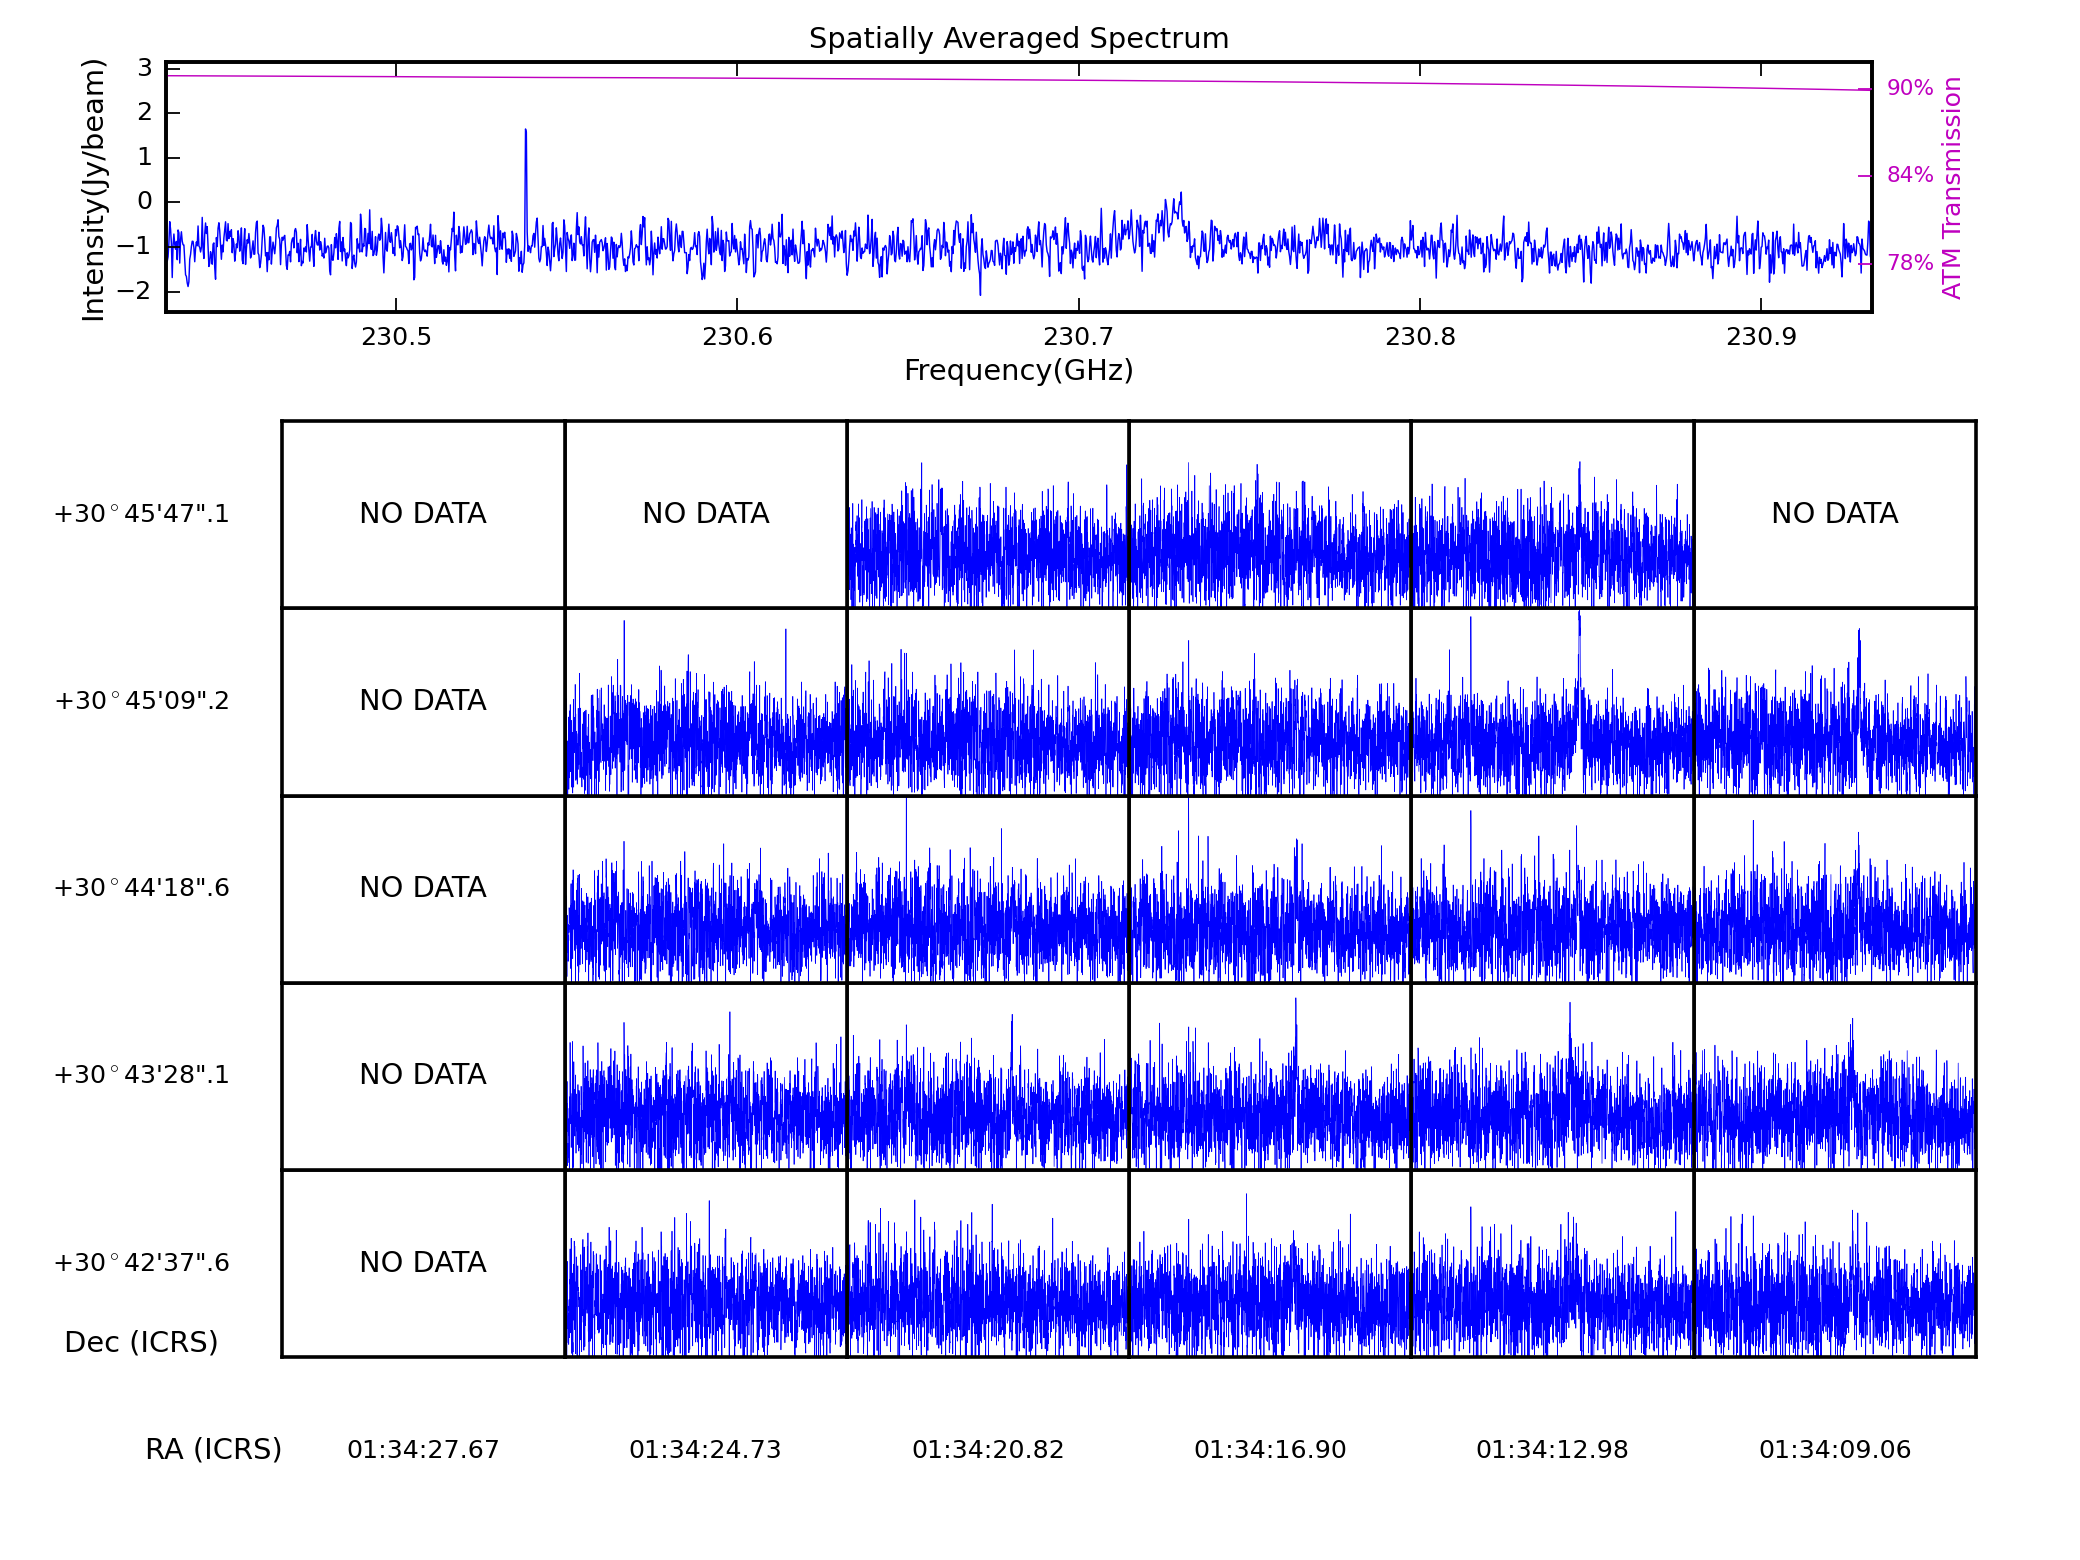 Spatially Averaged Spectrum
Intensity(Jy/beam)
3
2
1
0
−1
−2
90%
84%
78%
ATM Transmission
230.5 230.6 230.7 230.8 230.9
Frequency(GHz)
+30°45'47".1 NO DATA NO DATA NO DATA
+30°45'09".2 NO DATA
+30°44'18".6 NO DATA
+30°43'28".1 NO DATA
+30°42'37".6 NO DATA
Dec (ICRS)
RA (ICRS) 01:34:27.67 01:34:24.73 01:34:20.82 01:34:16.90 01:34:12.98 01:34:09.06